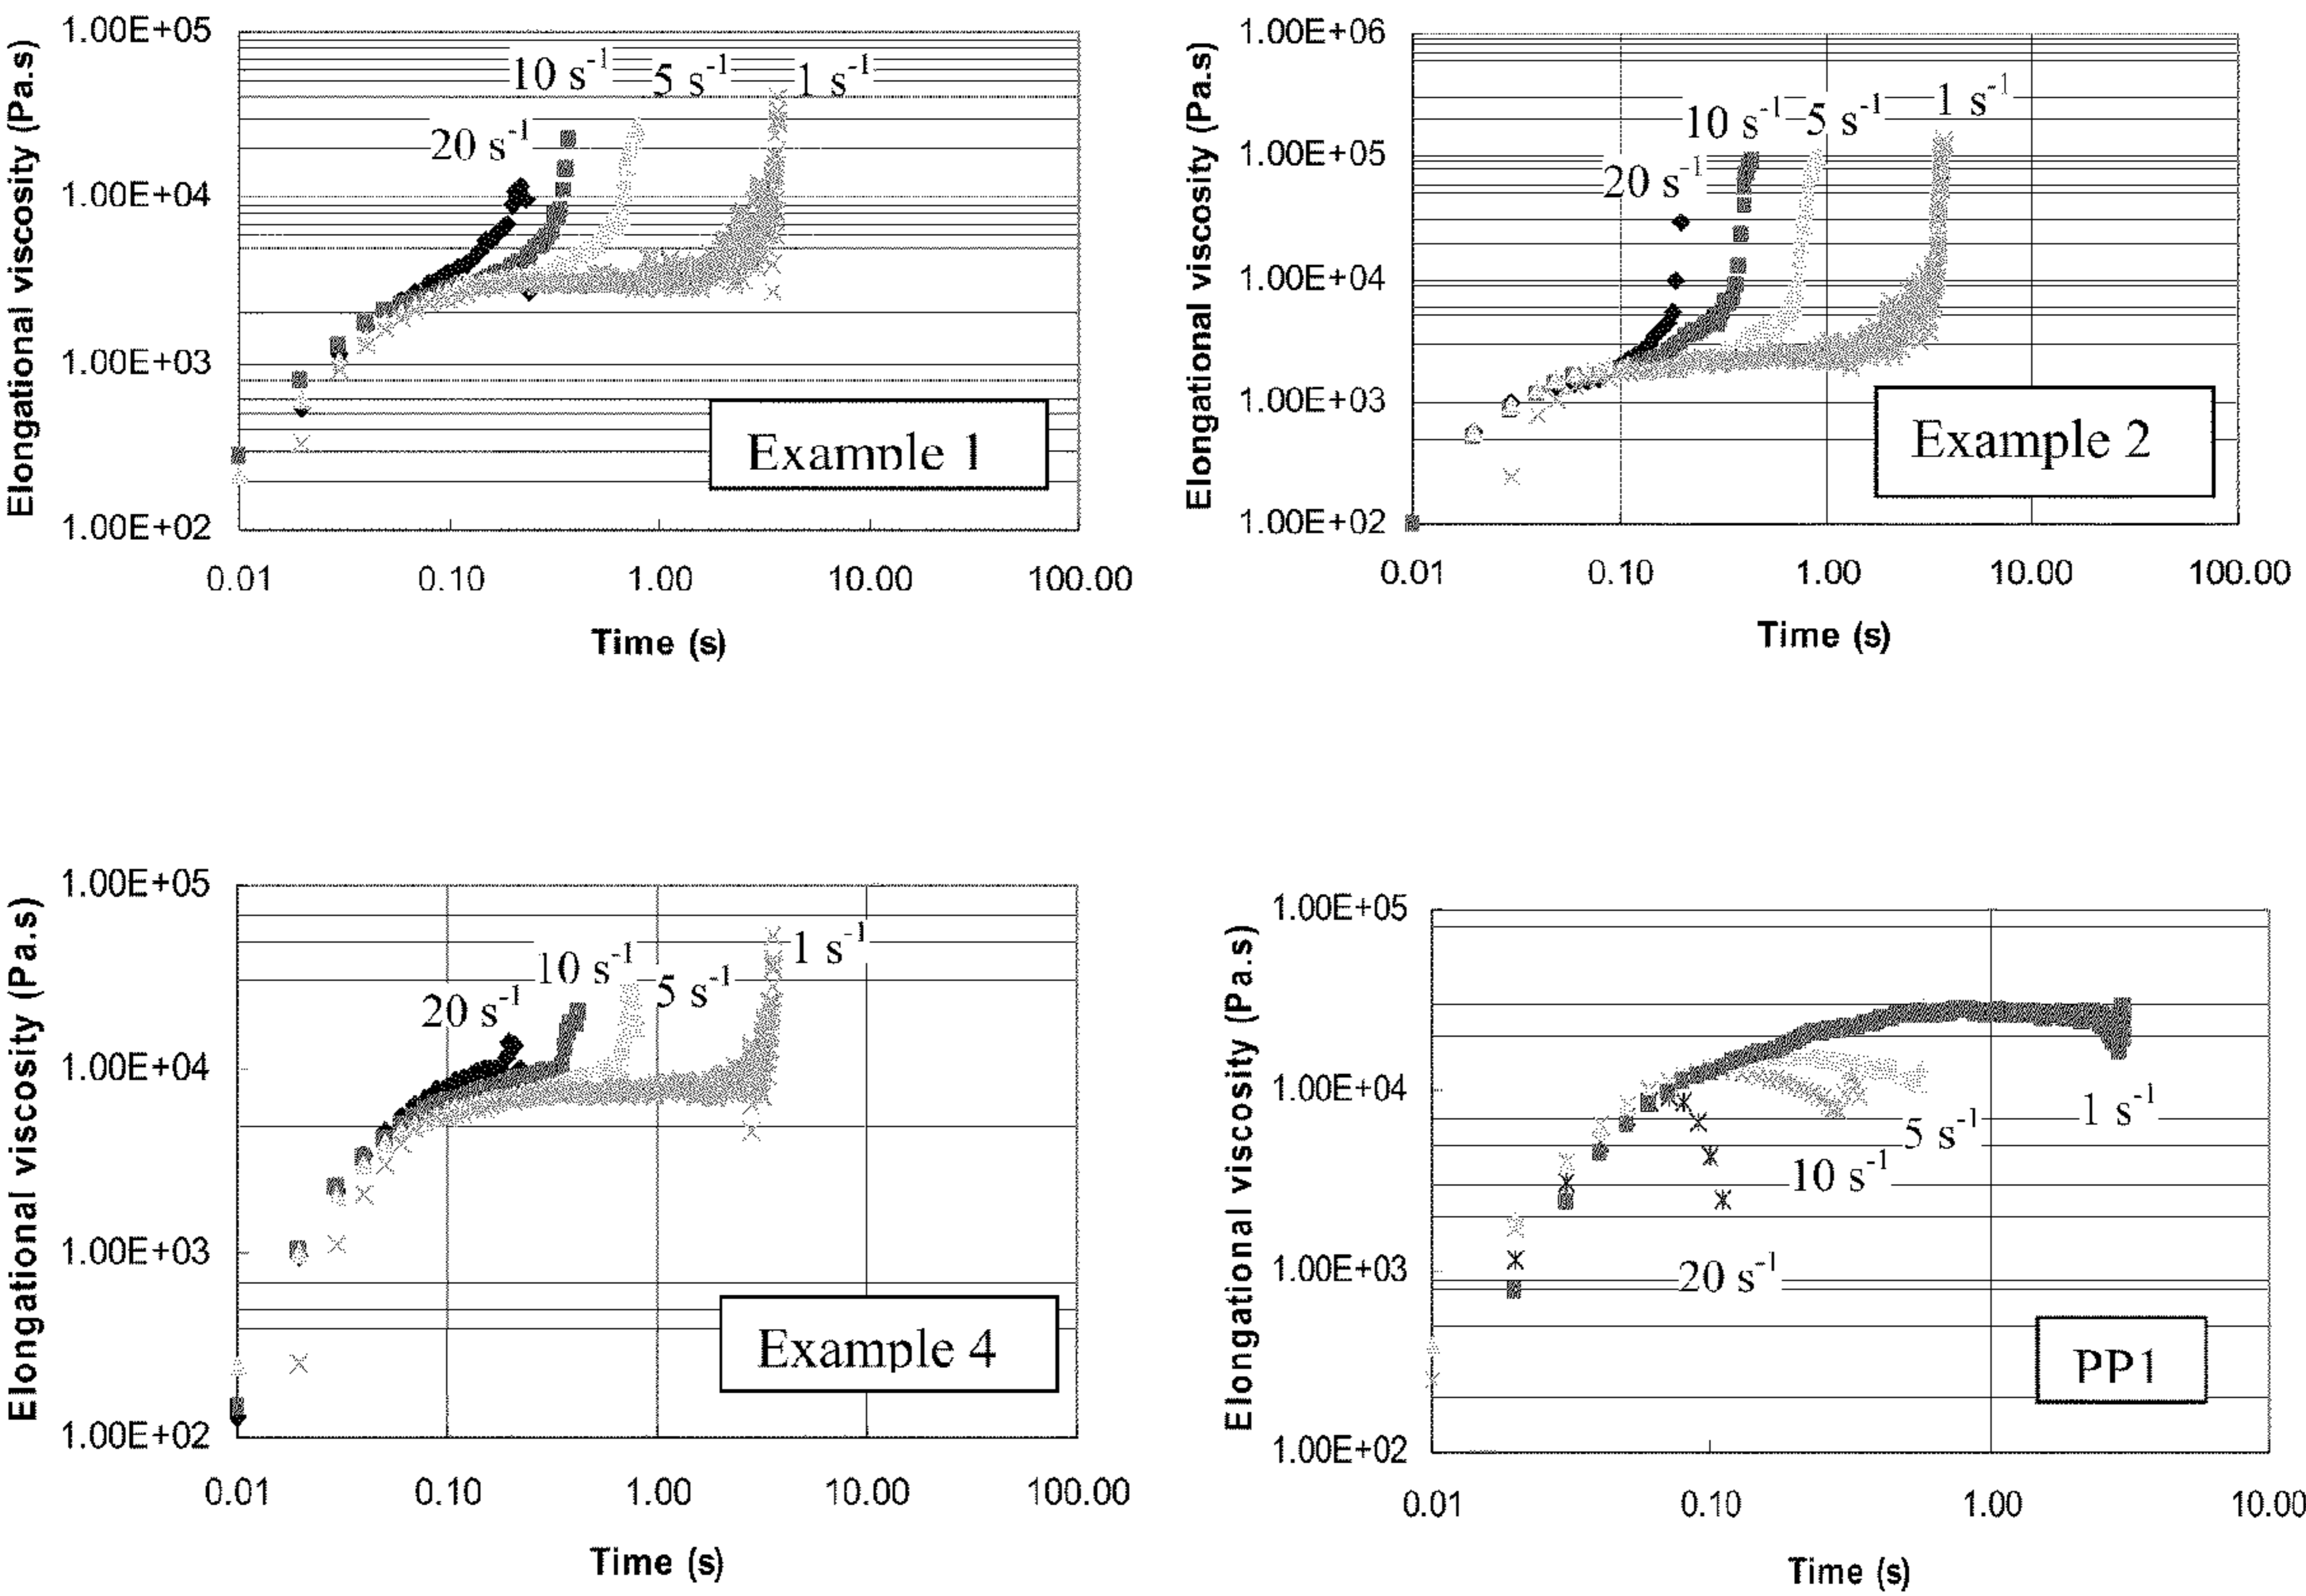 Elongational viscosity (Pa.s)
1.00E+05
1.00E+04
1.00E+03
1.00E+02
10 s-1
5 s-1
1 s-1
20 s-1
Example 1
0.01
0.10
1.00
10.00
100.00
Time (s)
Elongational viscosity (Pa.s)
1.00E+06
1.00E+05
1.00E+04
1.00E+03
1.00E+02
1 s-1
10 s-1
5 s-1
20 s-1
Example 2
0.01
0.10
1.00
10.00
100.00
Time (s)
Elongational viscosity (Pa.s)
1.00E+05
1.00E+04
1.00E+03
1.00E+02
1 s-1
10 s-1
5 s-1
20 s-1
Example 4
0.01
0.10
1.00
10.00
100.00
Time (s)
Elongational viscosity (Pa.s)
1.00E+05
1.00E+04
1.00E+03
1.00E+02
1 s-1
5 s-1
10 s-1
20 s-1
PP1
0.01
0.10
1.00
10.00
Time (s)